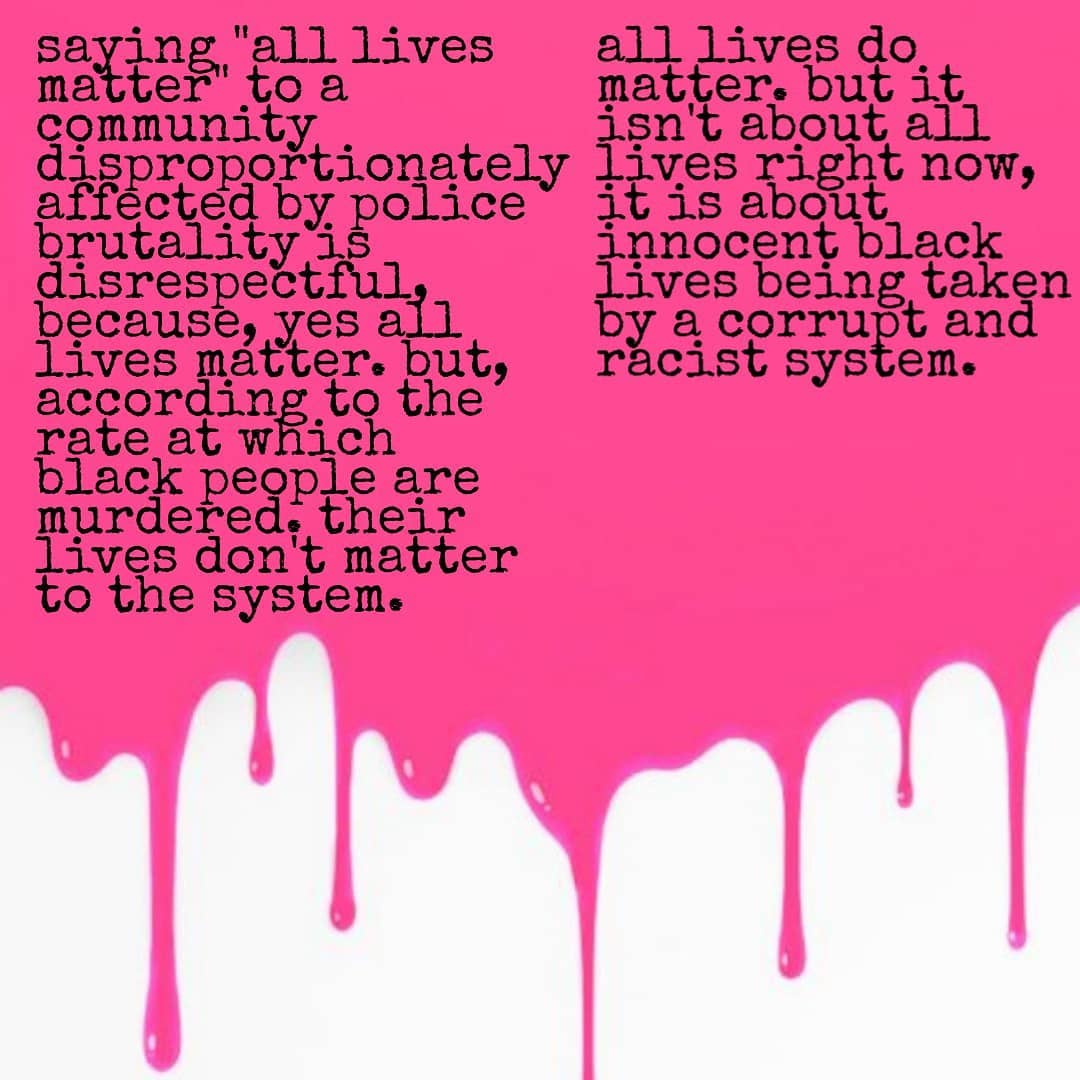 saying "all lives
matter" to a
community
disproportionately
affected by police
brutality is
disrespectful,
because, yes all
lives matter. but,
according to the
rate at which
black people are
murdered. their
lives don't matter
to the system.
all lives do
matter. but it
isn't about all
lives right now,
it is about
innocent black
lives being taken
by a corrupt and
racist system.